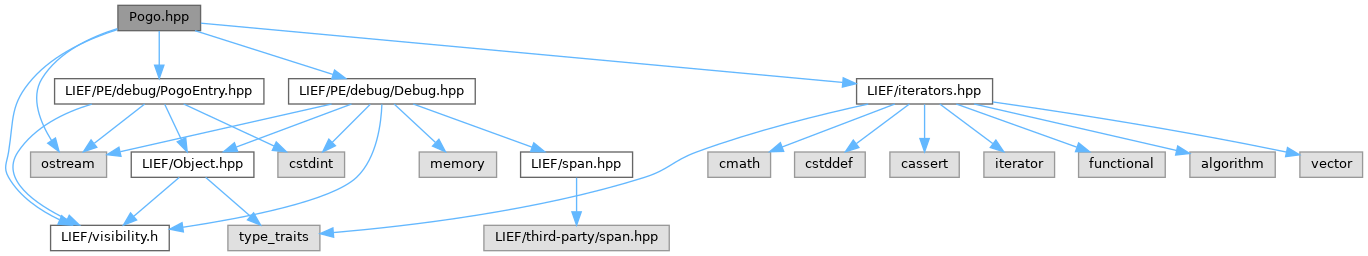 Pogo.hpp
LIEF/PE/debug/PogoEntry.hpp
LIEF/PE/debug/Debug.hpp
LIEF/iterators.hpp
ostream
LIEF/Object.hpp
cstdint
memory
LIEF/span.hpp
cmath
cstddef
cassert
iterator
functional
algorithm
vector
LIEF/visibility.h
type_traits
LIEF/third-party/span.hpp